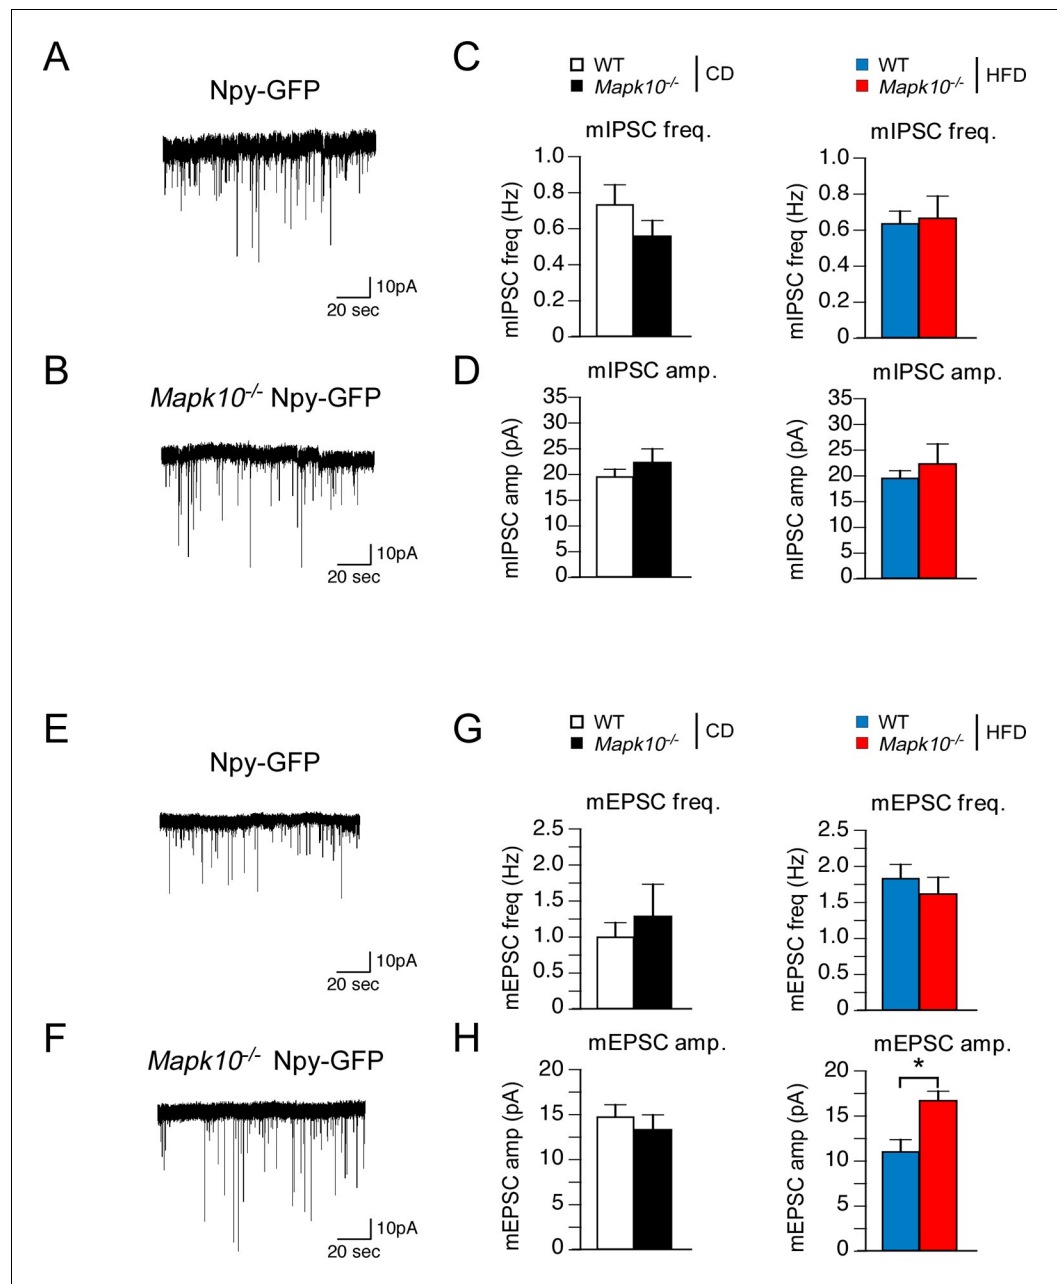 A
Npy-GFP
10pA
20 sec
B
Mapk10-/- Npy-GFP
10pA
20 sec
C
WT
Mapk10-/-
CD
WT
Mapk10-/-
HFD
mIPSC freq.
mIPSC freq (Hz)
1.0
0.8
0.6
0.4
0.2
0
mIPSC freq.
mIPSC freq (Hz)
1.0
0.8
0.6
0.4
0.2
0
D
mIPSC amp.
mIPSC amp (pA)
35
30
25
20
15
10
5
0
mIPSC amp.
mIPSC amp (pA)
35
30
25
20
15
10
5
0
E
Npy-GFP
10pA
20 sec
F
Mapk10-/- Npy-GFP
10pA
20 sec
G
WT
Mapk10-/-
CD
WT
Mapk10-/-
HFD
mEPSC freq.
mEPSC freq (Hz)
2.5
2.0
1.5
1.0
0.5
0
mEPSC freq.
mEPSC freq (Hz)
2.5
2.0
1.5
1.0
0.5
0
H
mEPSC amp.
mEPSC amp (pA)
20
15
10
5
0
mEPSC amp.
*
mEPSC amp (pA)
20
15
10
5
0